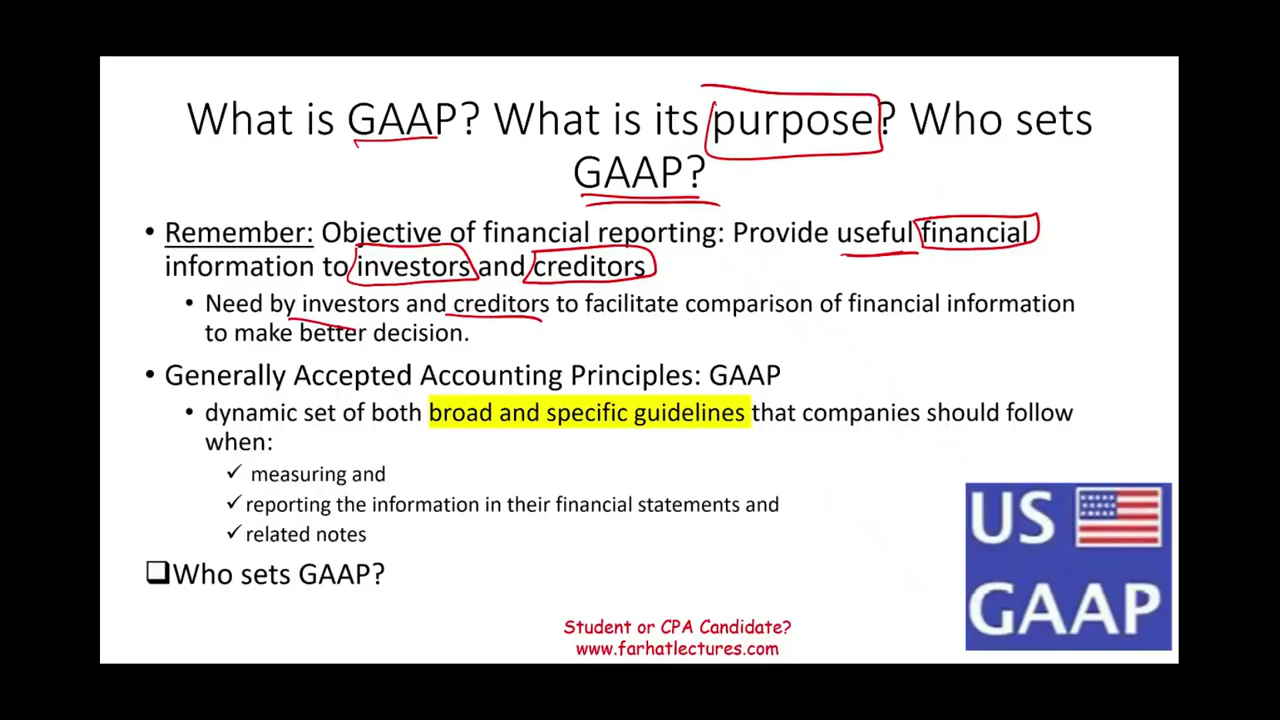 What is GAAP? What is its purpose? Who sets
GAAP?
• Remember: Objective of financial reporting: Provide useful financial
information to investors and creditors
• Need by investors and creditors to facilitate comparison of financial information
to make better decision.
• Generally Accepted Accounting Principles: GAAP
• dynamic set of both broad and specific guidelines that companies should follow
when:
✓ measuring and
✓ reporting the information in their financial statements and
✓ related notes
❑Who sets GAAP?
US
GAAP
Student or CPA Candidate?
www.farhatlectures.com